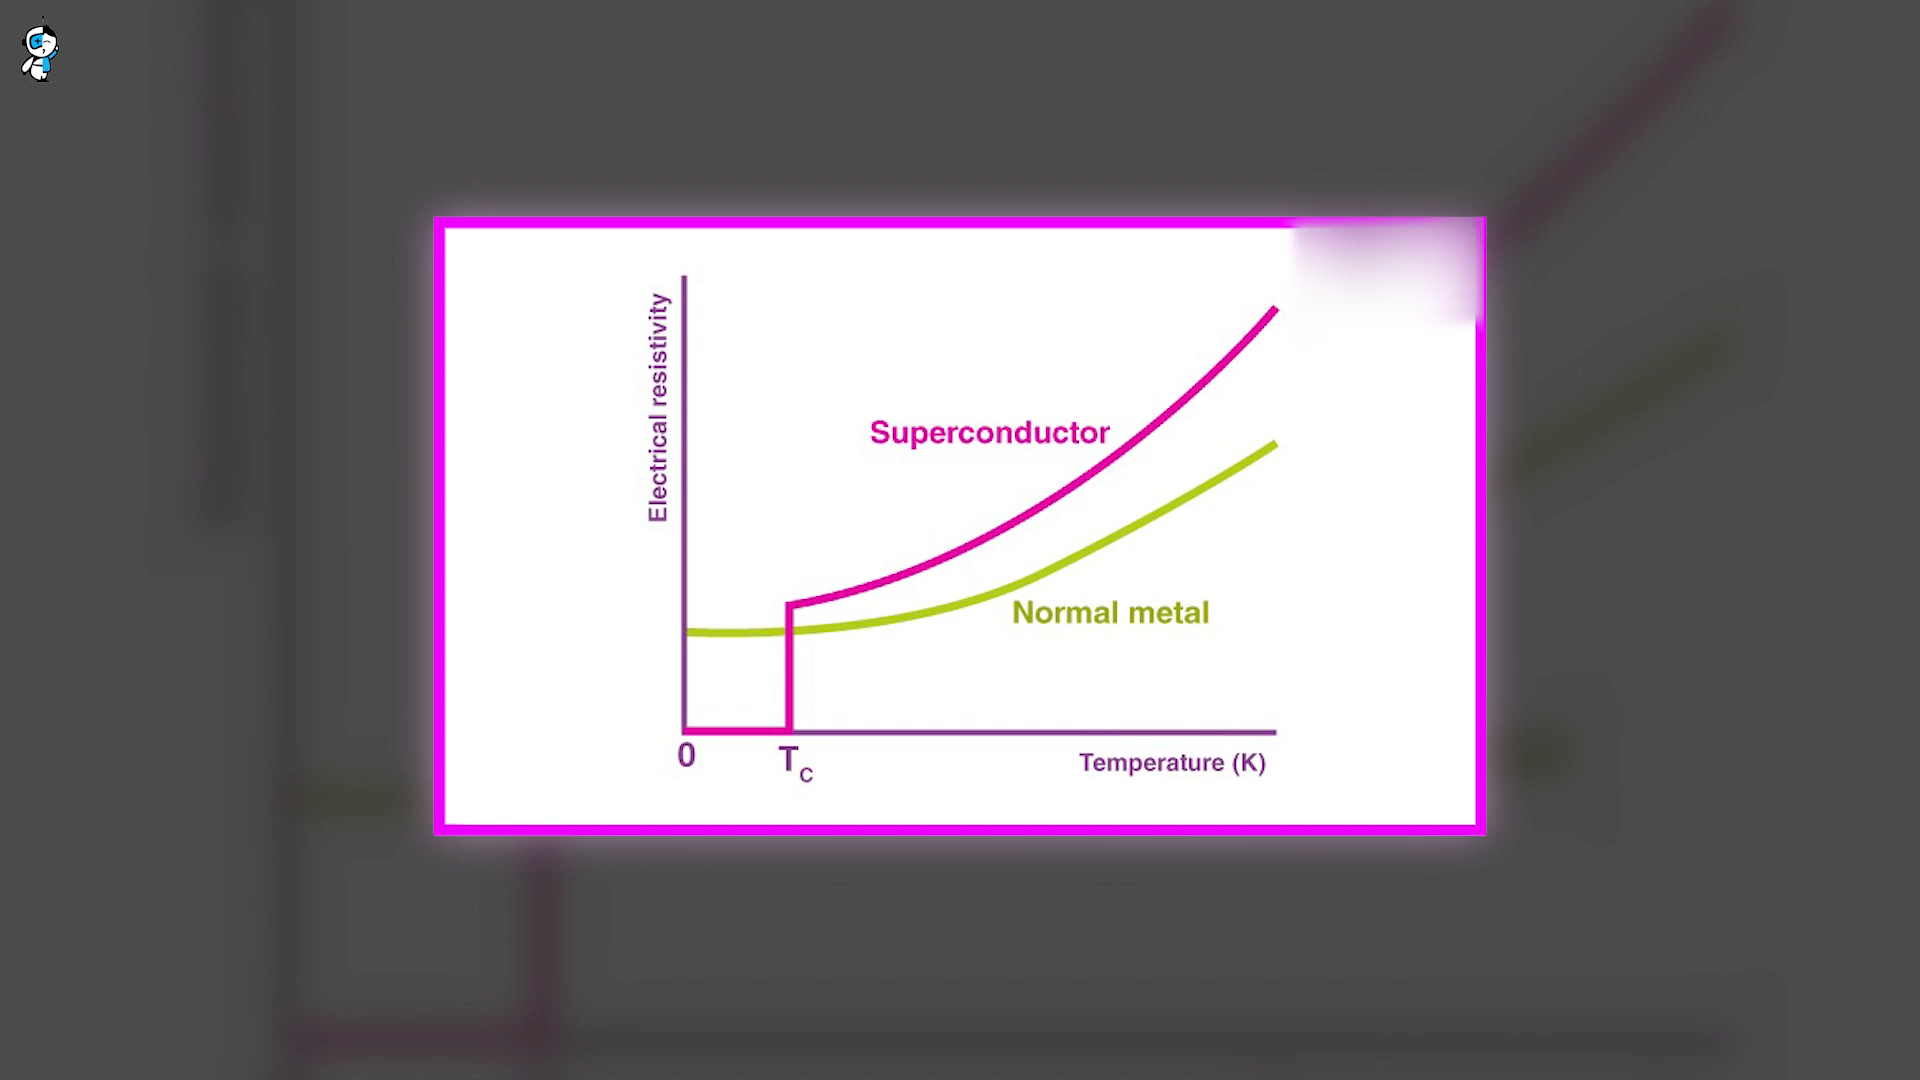 Electrical resistivity
Superconductor
Normal metal
0
Tc
Temperature (K)